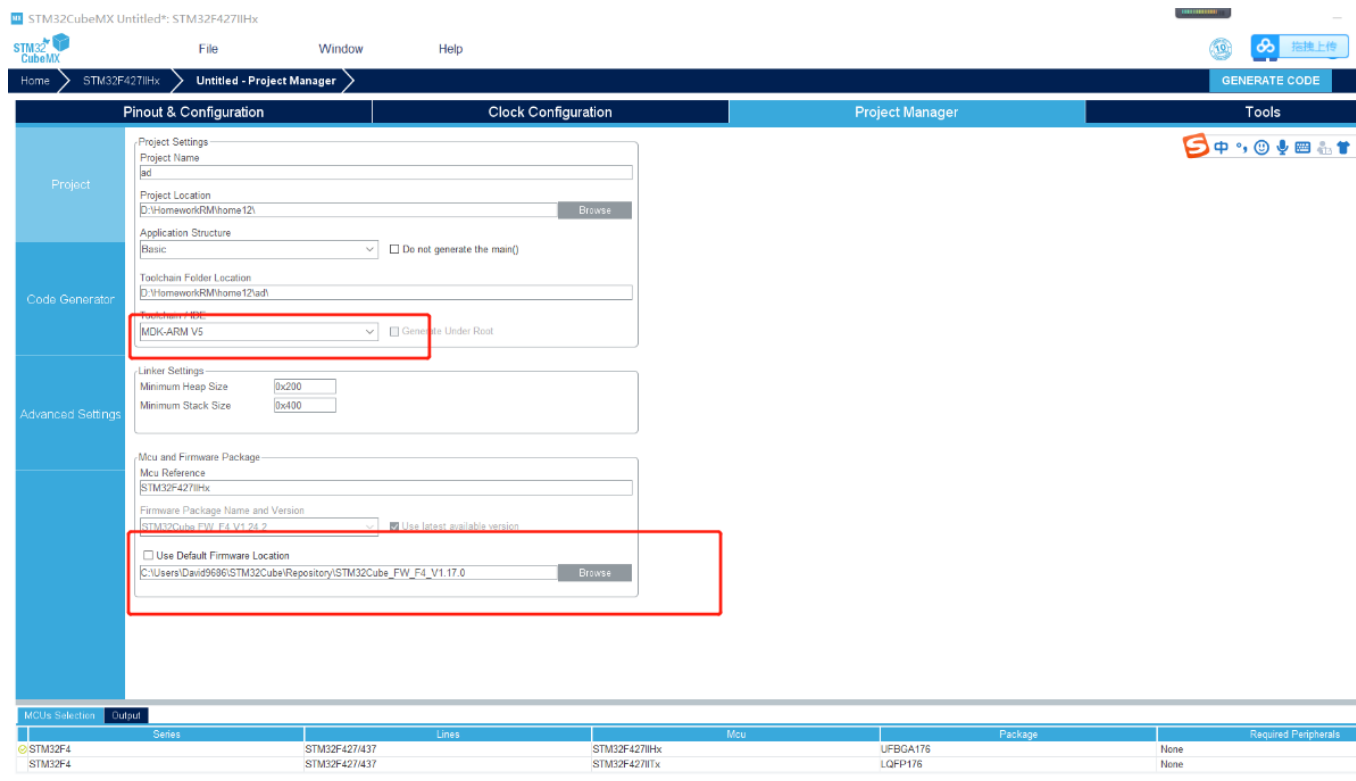 MX STM32CubeMX Untitled*: STM32F427IIHx
STM32 CubeMX File Window Help 10 拖拽上传
Home STM32F427IIHx Untitled - Project Manager GENERATE CODE
Pinout & Configuration Clock Configuration Project Manager Tools
中
Project
Code Generator
Advanced Settings
Project Settings
Project Name
ad
Project Location
D:\HomeworkRM\home12\ Browse
Application Structure
Basic Do not generate the main()
Toolchain Folder Location
D:\HomeworkRM\home12\ad\
Toolchain / IDE
MDK-ARM V5 Generate Under Root
Linker Settings
Minimum Heap Size 0x200
Minimum Stack Size 0x400
Mcu and Firmware Package
Mcu Reference
STM32F427IIHx
Firmware Package Name and Version
STM32Cube FW_F4 V1.24.2 Use latest available version
Use Default Firmware Location
C:\Users\David9686\STM32Cube\Repository\STM32Cube_FW_F4_V1.17.0 Browse
MCUs Selection Output
Series Lines Mcu Package Required Peripherals
STM32F4 STM32F427/437 STM32F427IIHx UFBGA176 None
STM32F4 STM32F427/437 STM32F427IITx LQFP176 None